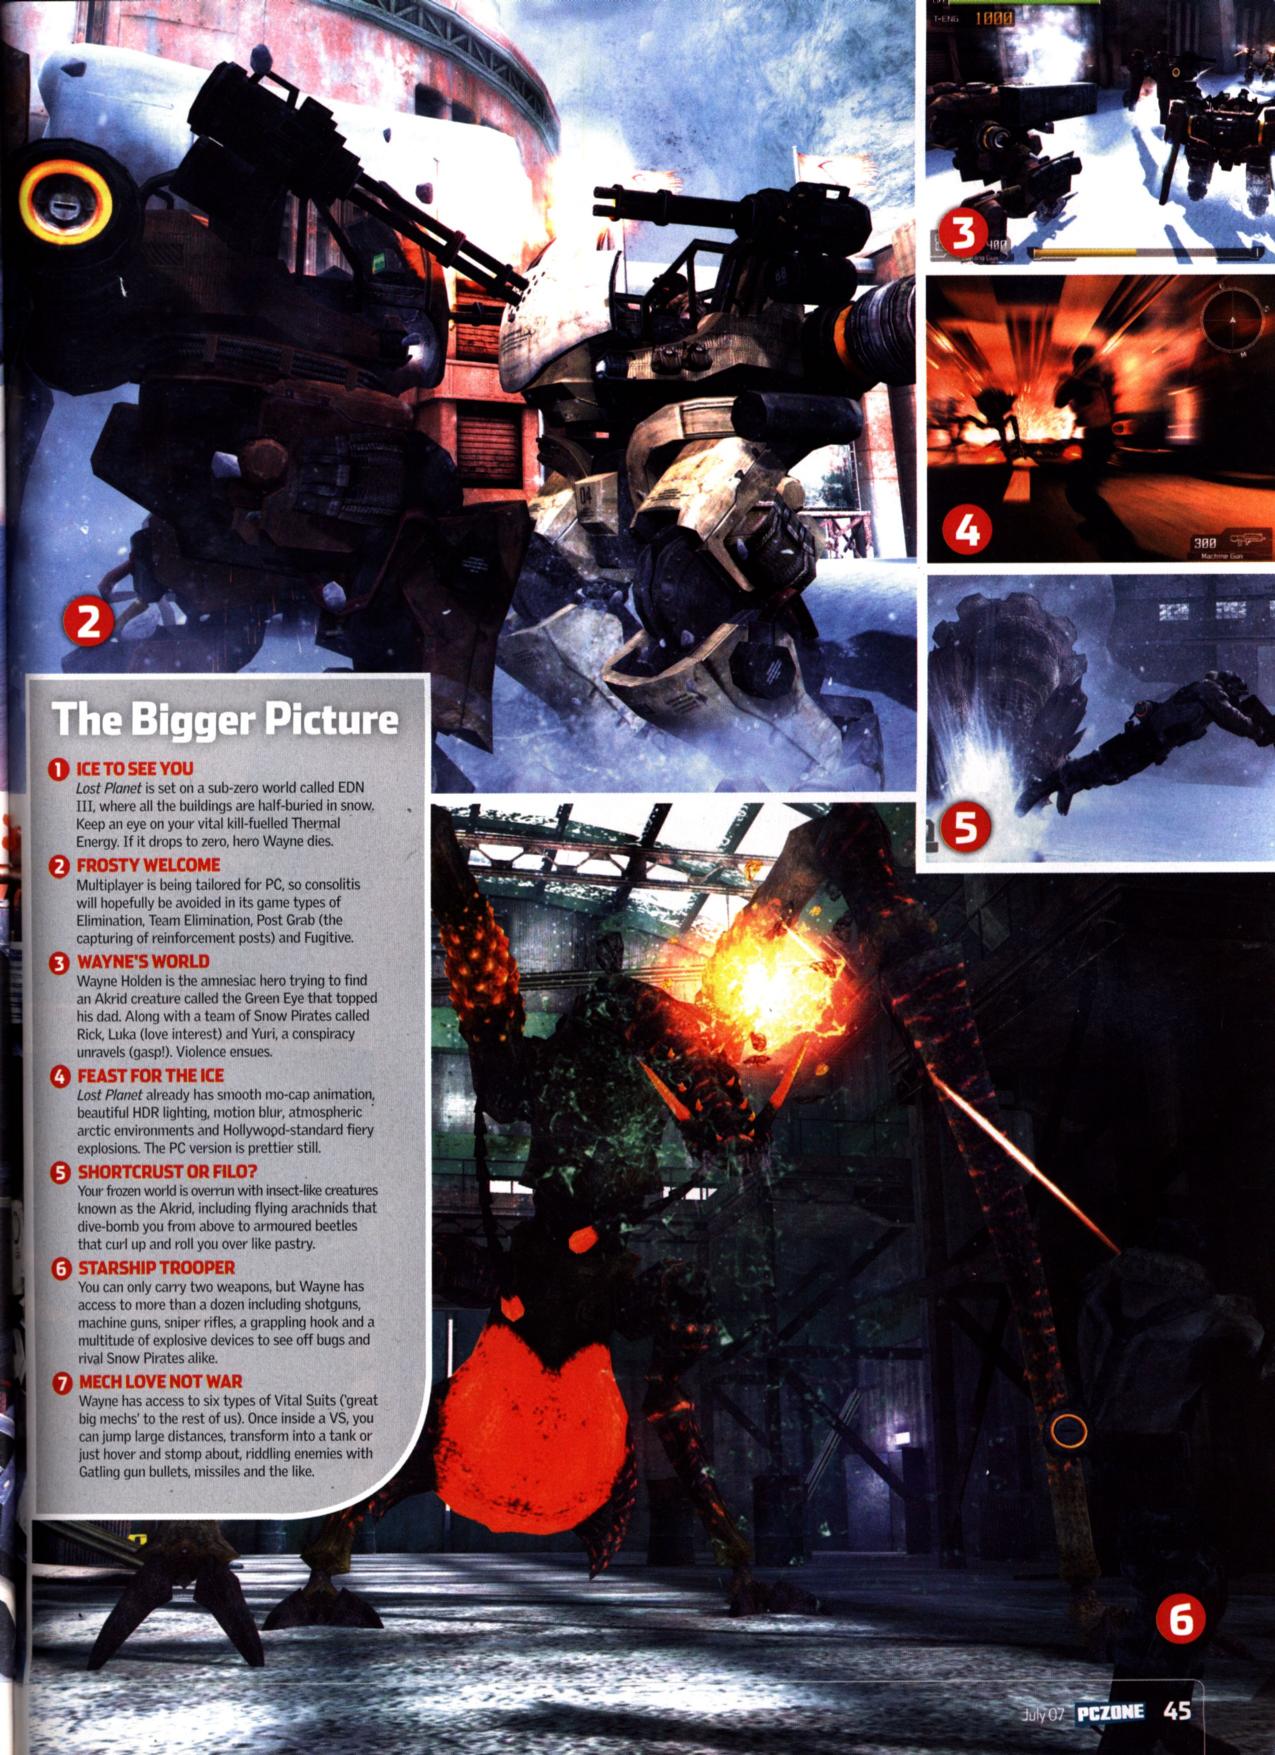 T-ENG 1000
3
4
300
Machine Gun
2
5
The Bigger Picture
1 ICE TO SEE YOU
Lost Planet is set on a sub-zero world called EDN
III, where all the buildings are half-buried in snow.
Keep an eye on your vital kill-fuelled Thermal
Energy. If it drops to zero, hero Wayne dies.
2 FROSTY WELCOME
Multiplayer is being tailored for PC, so consolitis
will hopefully be avoided in its game types of
Elimination, Team Elimination, Post Grab (the
capturing of reinforcement posts) and Fugitive.
3 WAYNE'S WORLD
Wayne Holden is the amnesiac hero trying to find
an Akrid creature called the Green Eye that topped
his dad. Along with a team of Snow Pirates called
Rick, Luka (love interest) and Yuri, a conspiracy
unravels (gasp!). Violence ensues.
4 FEAST FOR THE ICE
Lost Planet already has smooth mo-cap animation,
beautiful HDR lighting, motion blur, atmospheric
arctic environments and Hollywood-standard fiery
explosions. The PC version is prettier still.
5 SHORTCRUST OR FILO?
Your frozen world is overrun with insect-like creatures
known as the Akrid, including flying arachnids that
dive-bomb you from above to armoured beetles
that curl up and roll you over like pastry.
6 STARSHIP TROOPER
You can only carry two weapons, but Wayne has
access to more than a dozen including shotguns,
machine guns, sniper rifles, a grappling hook and a
multitude of explosive devices to see off bugs and
rival Snow Pirates alike.
7 MECH LOVE NOT WAR
Wayne has access to six types of Vital Suits ('great
big mechs' to the rest of us). Once inside a VS, you
can jump large distances, transform into a tank or
just hover and stomp about, riddling enemies with
Gatling gun bullets, missiles and the like.
04
6
July 07 PCZONE 45